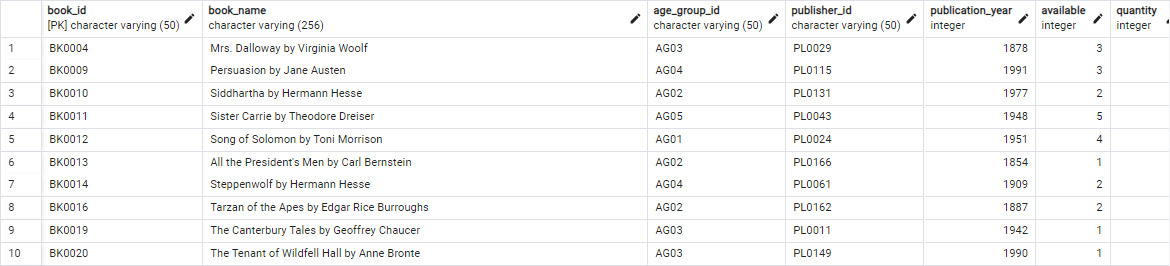 book_id book_name age_group_id publisher_id publication_year available quantity
[PK] character varying (50) character varying (256) character varying (50) character varying (50) integer integer integer
1 BK0004 Mrs. Dalloway by Virginia Woolf AG03 PL0029 1878 3
2 BK0009 Persuasion by Jane Austen AG04 PL0115 1991 3
3 BK0010 Siddhartha by Hermann Hesse AG02 PL0131 1977 2
4 BK0011 Sister Carrie by Theodore Dreiser AG05 PL0043 1948 5
5 BK0012 Song of Solomon by Toni Morrison AG01 PL0024 1951 4
6 BK0013 All the President's Men by Carl Bernstein AG02 PL0166 1854 1
7 BK0014 Steppenwolf by Hermann Hesse AG04 PL0061 1909 2
8 BK0016 Tarzan of the Apes by Edgar Rice Burroughs AG02 PL0162 1887 2
9 BK0019 The Canterbury Tales by Geoffrey Chaucer AG03 PL0011 1942 1
10 BK0020 The Tenant of Wildfell Hall by Anne Bronte AG03 PL0149 1990 1